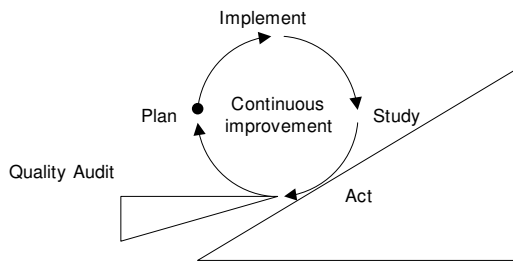 Implement
Plan
Continuous
improvement
Study
Quality Audit
Act